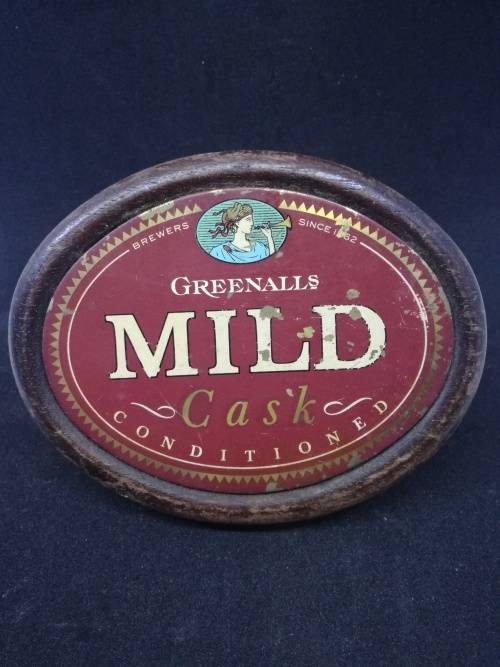 BREWERS SINCE 1762
GREENALLS
MILD
Cask
CONDITIONED